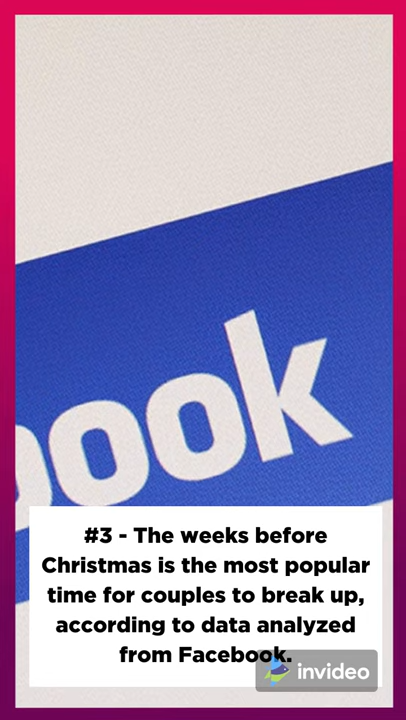 book
#3 - The weeks before
Christmas is the most popular
time for couples to break up,
according to data analyzed
from Facebook.
invideo